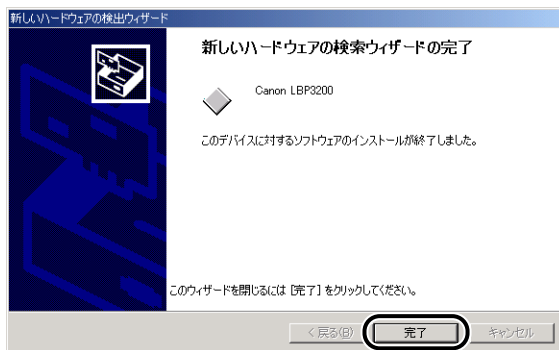 新しいハードウェアの検出ウィザード
新しいハードウェアの検索ウィザードの完了
Canon LBP3200
このデバイスに対するソフトウェアのインストールが終了しました。
このウィザードを閉じるには [完了] をクリックしてください。
< 戻る(B) 完了 キャンセル